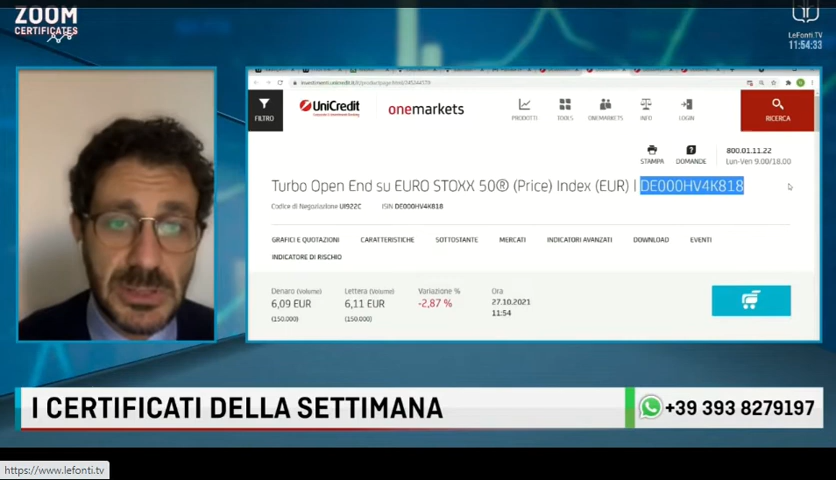 ZOOM
CERTIFICATES
LeFonti.TV
11:54:33
FILTRO
UniCredit
onemarkets
PRODOTTI
TOOLS
ONEMARKETS
INFO
LOGIN
RICERCA
STAMPA
DOMANDE
800.01.11.22
Lun-Ven 9.00/18.00
Turbo Open End su EURO STOXX 50® (Price) Index (EUR) | DE000HV4K818
Codice di Negoziazione UI922C ISIN DE000HV4K818
GRAFICI E QUOTAZIONI CARATTERISTICHE SOTTOSTANTE MERCATI INDICATORI AVANZATI DOWNLOAD EVENTI
INDICATORE DI RISCHIO
Denaro (Volume) Lettera (Volume) Variazione % Ora
6,09 EUR 6,11 EUR -2,87 % 27.10.2021
(150.000) (150.000) 11:54
I CERTIFICATI DELLA SETTIMANA
+39 393 8279197
https://www.lefonti.tv